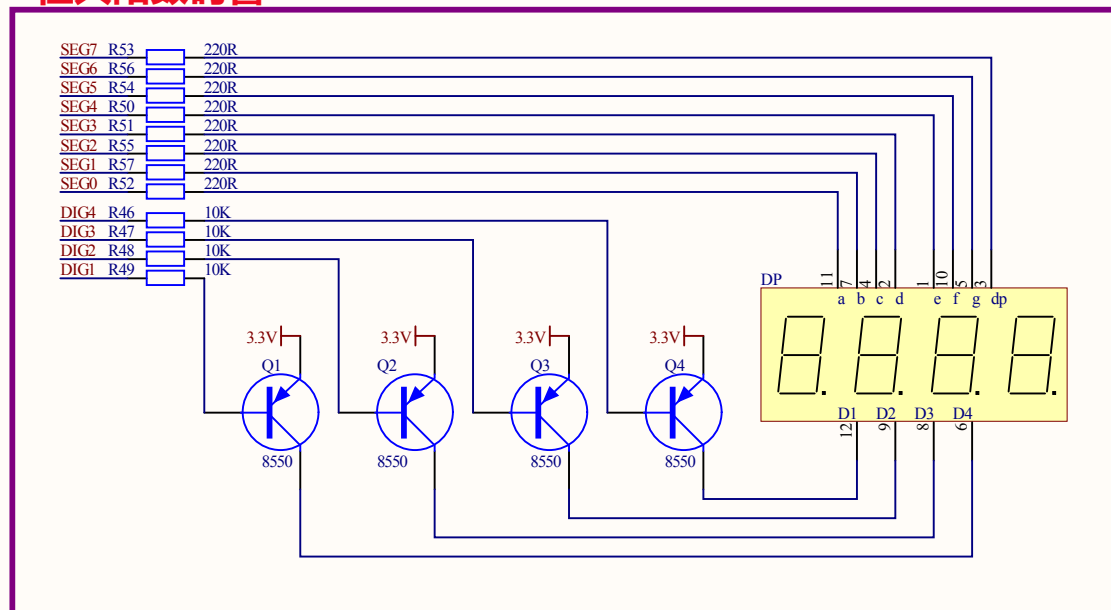 SEG7 R53 220R
SEG6 R56 220R
SEG5 R54 220R
SEG4 R50 220R
SEG3 R51 220R
SEG2 R55 220R
SEG1 R57 220R
SEG0 R52 220R
DIG4 R46 10K
DIG3 R47 10K
DIG2 R48 10K
DIG1 R49 10K
DP
11 7 4 2 1 10 5 3
a b c d e f g dp
3.3V 3.3V 3.3V 3.3V
Q1 Q2 Q3 Q4
D1 D2 D3 D4
12 9 8 6
8550 8550 8550 8550